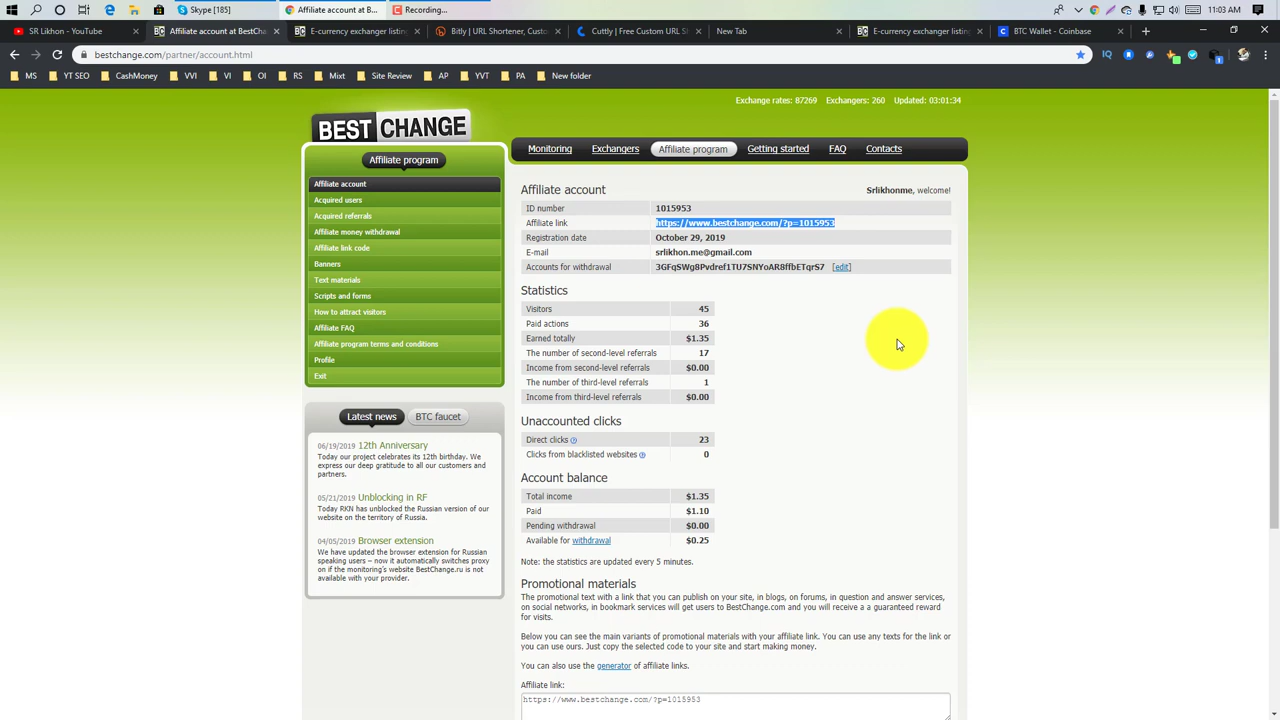 Skype [185]
Affiliate account at B...
Recording...
11:03 AM
SR Likhon - YouTube
Affiliate account at BestCha
E-currency exchanger listing
Bitly | URL Shortener, Custo
Cuttly | Free Custom URL Sh
New Tab
E-currency exchanger listing
BTC Wallet - Coinbase
bestchange.com/partner/account.html
MS
YT SEO
CashMoney
VVI
VI
OI
RS
Mixt
Site Review
AP
YVT
PA
New folder
Exchange rates: 87269 Exchangers: 260 Updated: 03:01:34
BEST CHANGE
Monitoring
Exchangers
Affiliate program
Getting started
FAQ
Contacts
Affiliate program
Affiliate account
Acquired users
Acquired referrals
Affiliate money withdrawal
Affiliate link code
Banners
Text materials
Scripts and forms
How to attract visitors
Affiliate FAQ
Affiliate program terms and conditions
Profile
Exit
Latest news
BTC faucet
06/19/2019 12th Anniversary
Today our project celebrates its 12th birthday. We
express our deep gratitude to all our customers and
partners.
05/21/2019 Unblocking in RF
Today RKN has unblocked the Russian version of our
website on the territory of Russia.
04/05/2019 Browser extension
We have updated the browser extension for Russian
speaking users – now it automatically switches proxy
on if the monitoring's website BestChange.ru is not
available with your provider.
Affiliate account
Srlikhonme, welcome!
ID number 1015953
Affiliate link https://www.bestchange.com/?p=1015953
Registration date October 29, 2019
E-mail srlikhon.me@gmail.com
Accounts for withdrawal 3GFqSWg8Pvdref1TU7SNYoAR8ffbETqrS7 [edit]
Statistics
Visitors 45
Paid actions 36
Earned totally $1.35
The number of second-level referrals 17
Income from second-level referrals $0.00
The number of third-level referrals 1
Income from third-level referrals $0.00
Unaccounted clicks
Direct clicks 23
Clicks from blacklisted websites 0
Account balance
Total income $1.35
Paid $1.10
Pending withdrawal $0.00
Available for withdrawal $0.25
Note: the statistics are updated every 5 minutes.
Promotional materials
The promotional text with a link that you can publish on your site, in blogs, on forums, in question and answer services,
on social networks, in bookmark services will get users to BestChange.com and you will receive a a guaranteed reward
for visits.
Below you can see the main variants of promotional materials with your affiliate link. You can use any texts for the link or
you can use ours. Just copy the selected code to your site and start making money.
You can also use the generator of affiliate links.
Affiliate link:
https://www.bestchange.com/?p=1015953